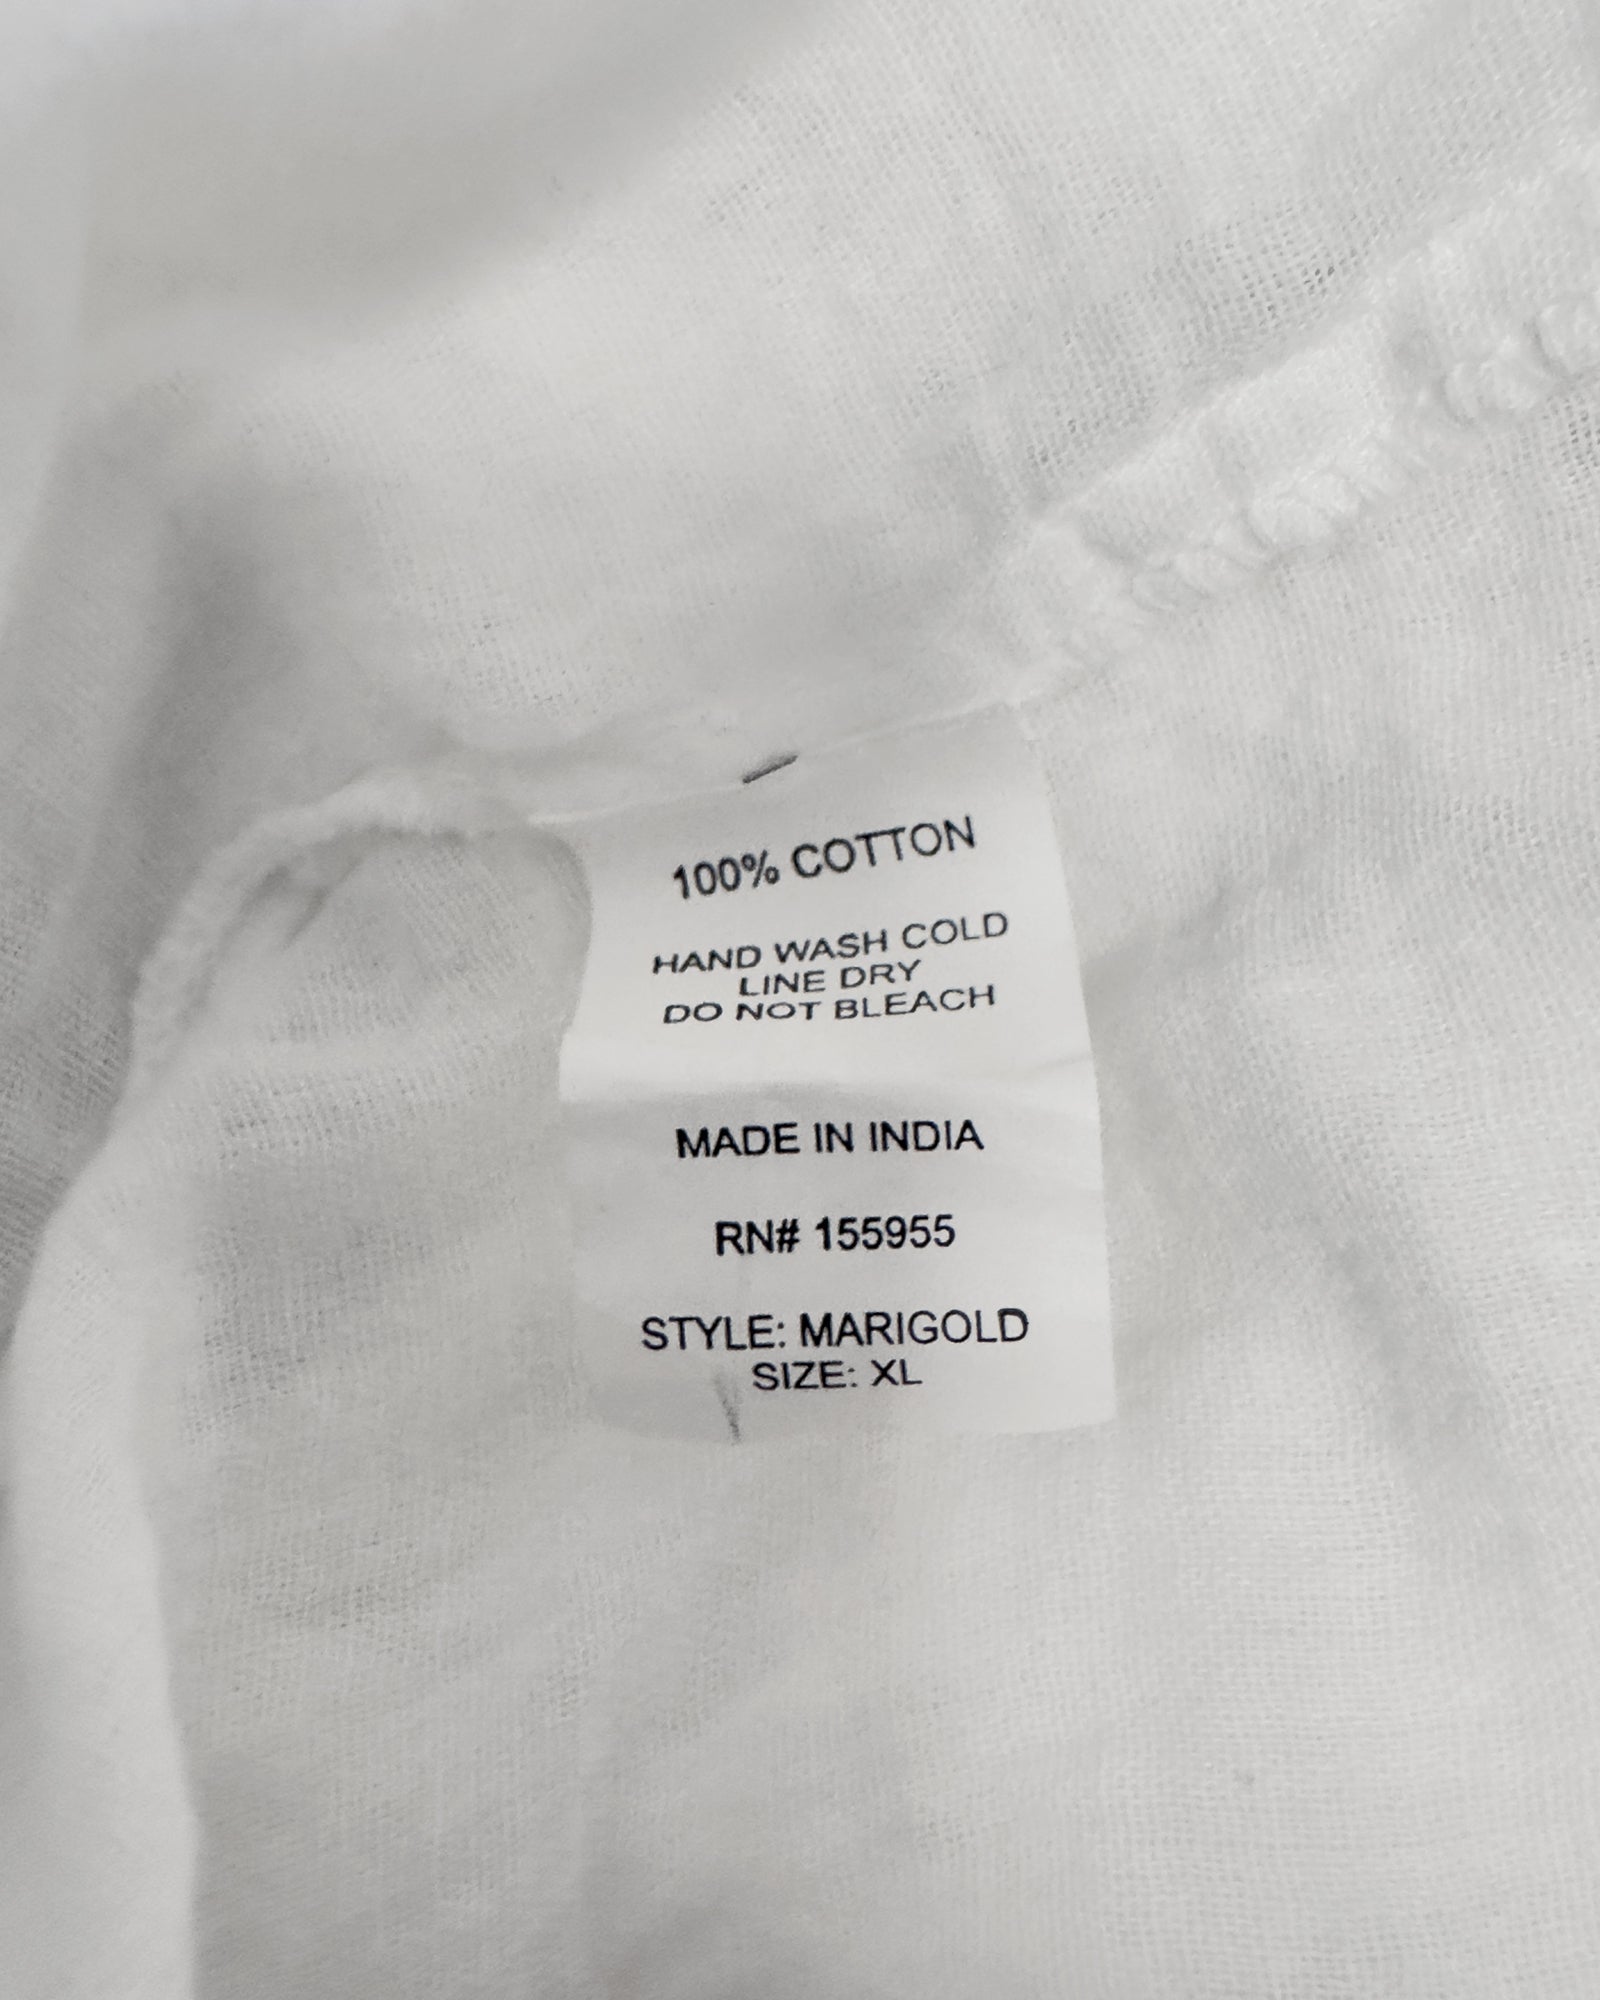 100% COTTON
HAND WASH COLD
LINE DRY
DO NOT BLEACH
MADE IN INDIA
RN# 155955
STYLE: MARIGOLD
SIZE: XL